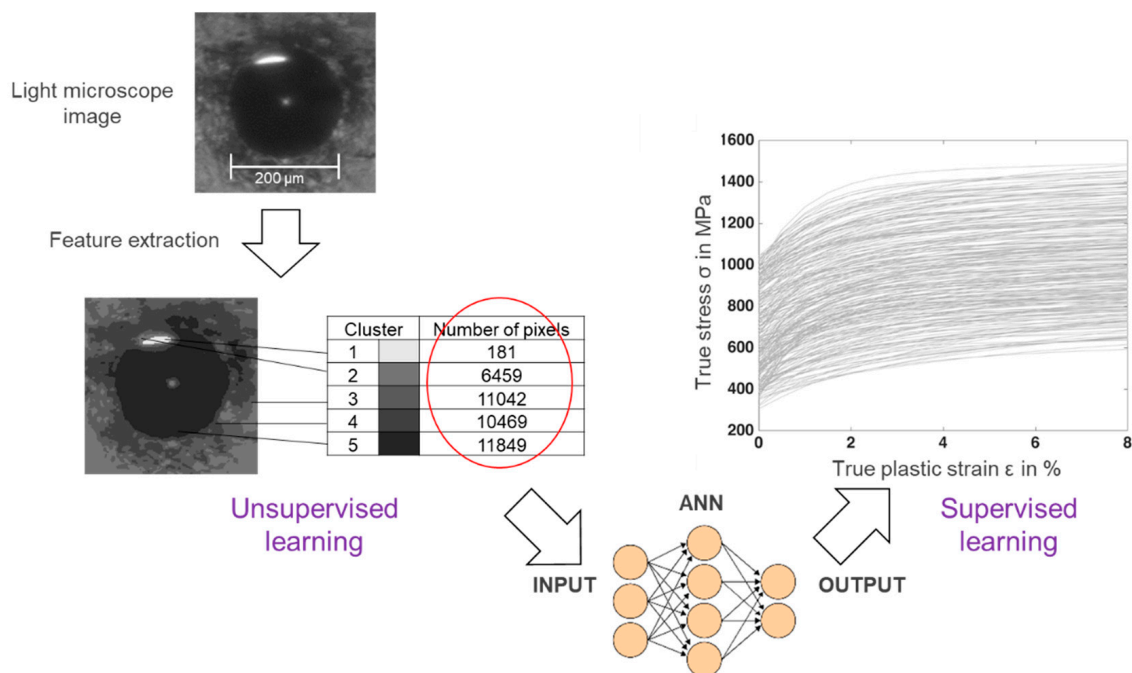 Light microscope
image
200 µm
Feature extraction
Cluster Number of pixels
1 181
2 6459
3 11042
4 10469
5 11849
Unsupervised
learning
INPUT
ANN
OUTPUT
Supervised
learning
True stress σ in MPa
1600
1400
1200
1000
800
600
400
200
0 2 4 6 8
True plastic strain ε in %